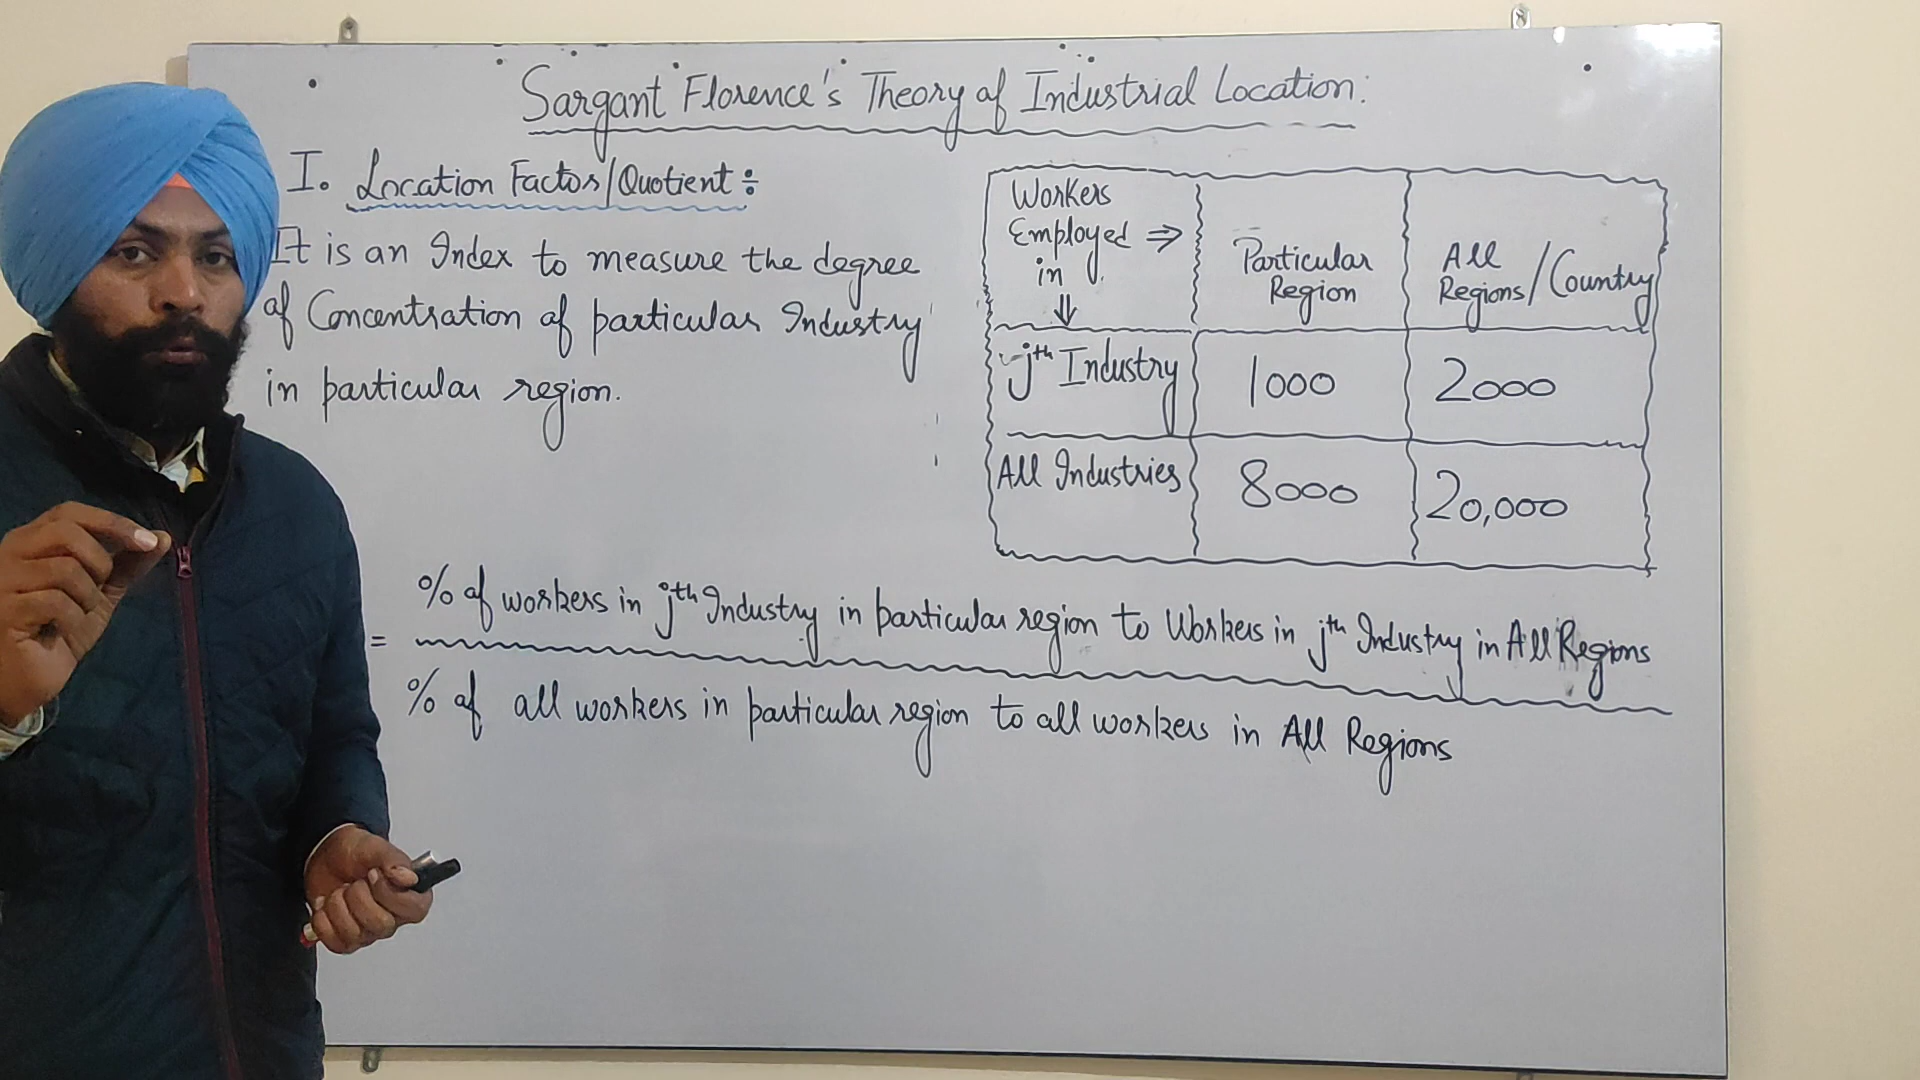 Sargant Florence's Theory of Industrial Location:
I. Location Factor/Quotient:
It is an Index to measure the degree
of Concentration of particular Industry
in particular region.
Workers
Employed ⇒
in
⇓
Particular
Region
All
Regions/Country
jth Industry
1000
2000
All Industries
8000
20,000
= % of workers in jth Industry in particular region to Workers in jth Industry in All Regions
% of all workers in particular region to all workers in All Regions